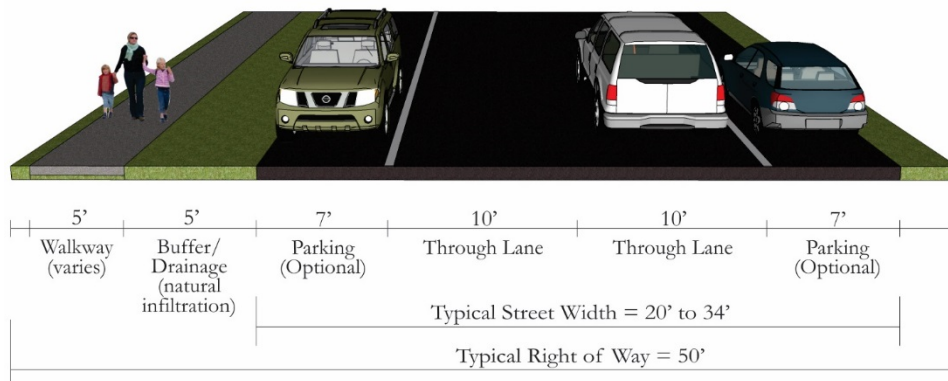 5’ 5’ 7’ 10’ 10’ 7’
Walkway
(varies)
Buffer/
Drainage
(natural
infiltration)
Parking
(Optional)
Through Lane
Through Lane
Parking
(Optional)
Typical Street Width = 20’ to 34’
Typical Right of Way = 50’